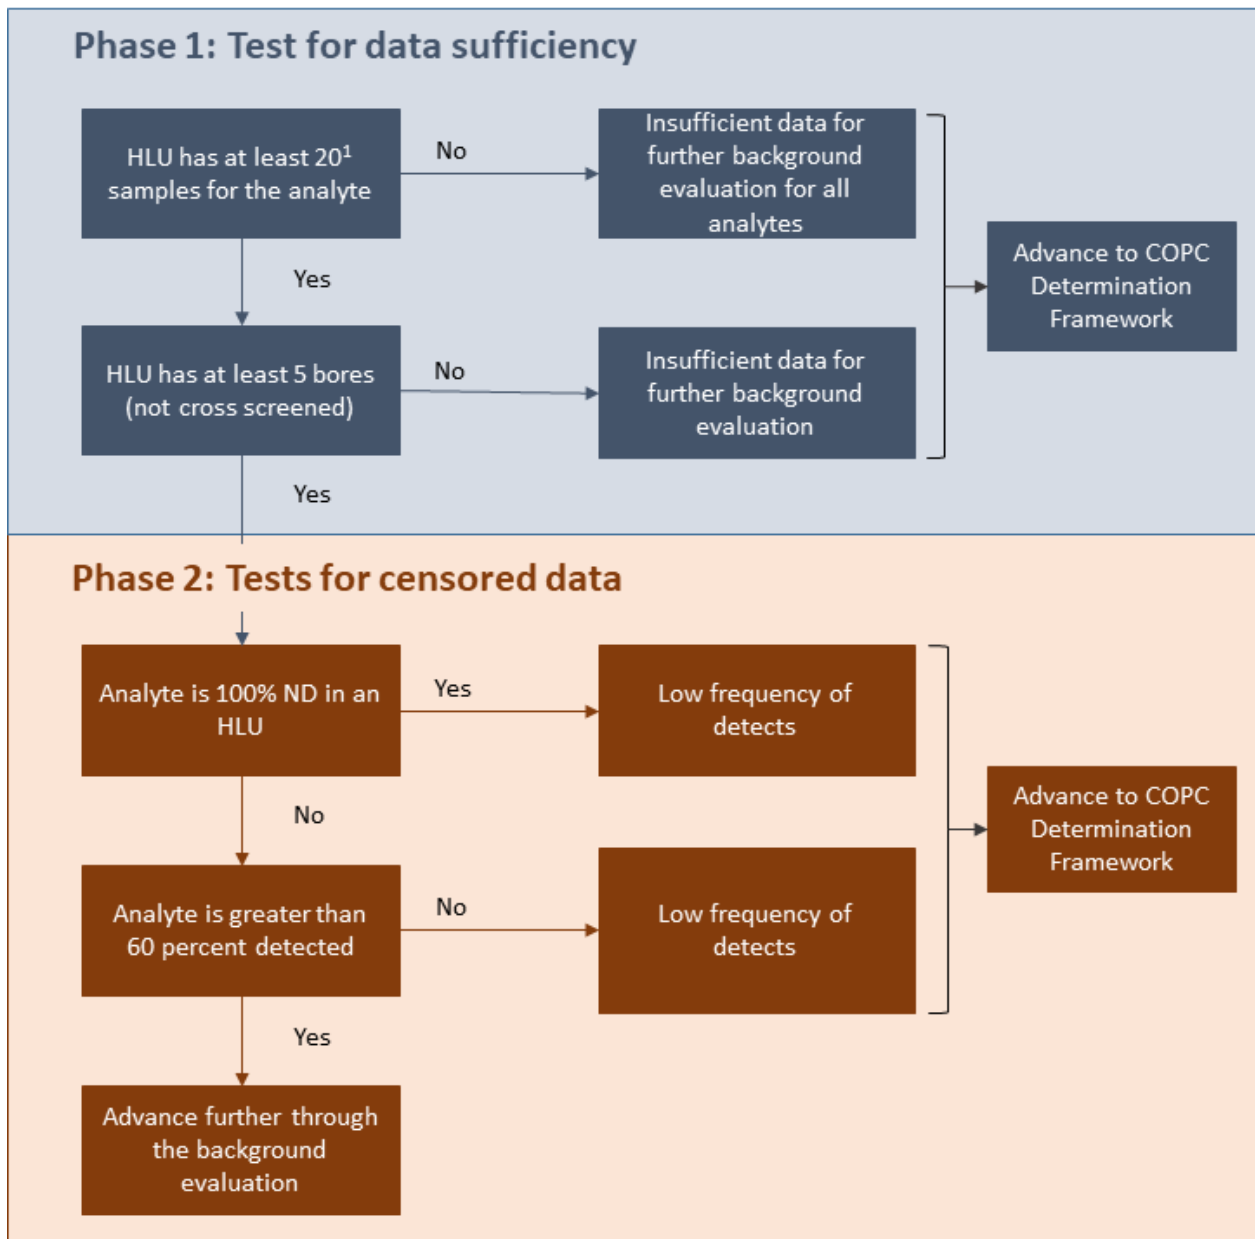 Phase 1: Test for data sufficiency
HLU has at least 20¹
samples for the analyte
No
Insufficient data for
further background
evaluation for all
analytes
Yes
Advance to COPC
Determination
Framework
HLU has at least 5 bores
(not cross screened)
No
Insufficient data for
further background
evaluation
Yes
Phase 2: Tests for censored data
Analyte is 100% ND in an
HLU
Yes
Low frequency of
detects
No
Advance to COPC
Determination
Framework
Analyte is greater than
60 percent detected
No
Low frequency of
detects
Yes
Advance further through
the background
evaluation